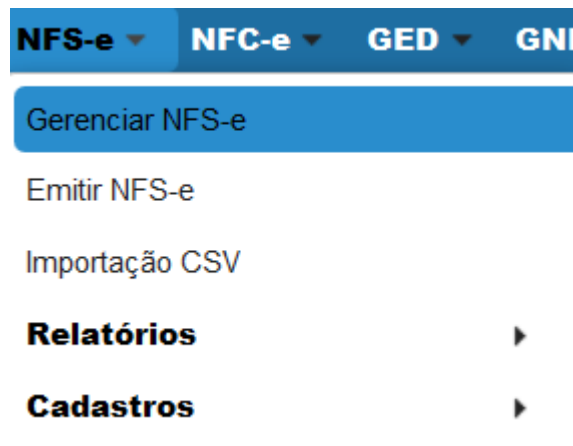 NFS-e NFC-e GED
Gerenciar NFS-e
Emitir NFS-e
Importação CSV
Relatórios
Cadastros